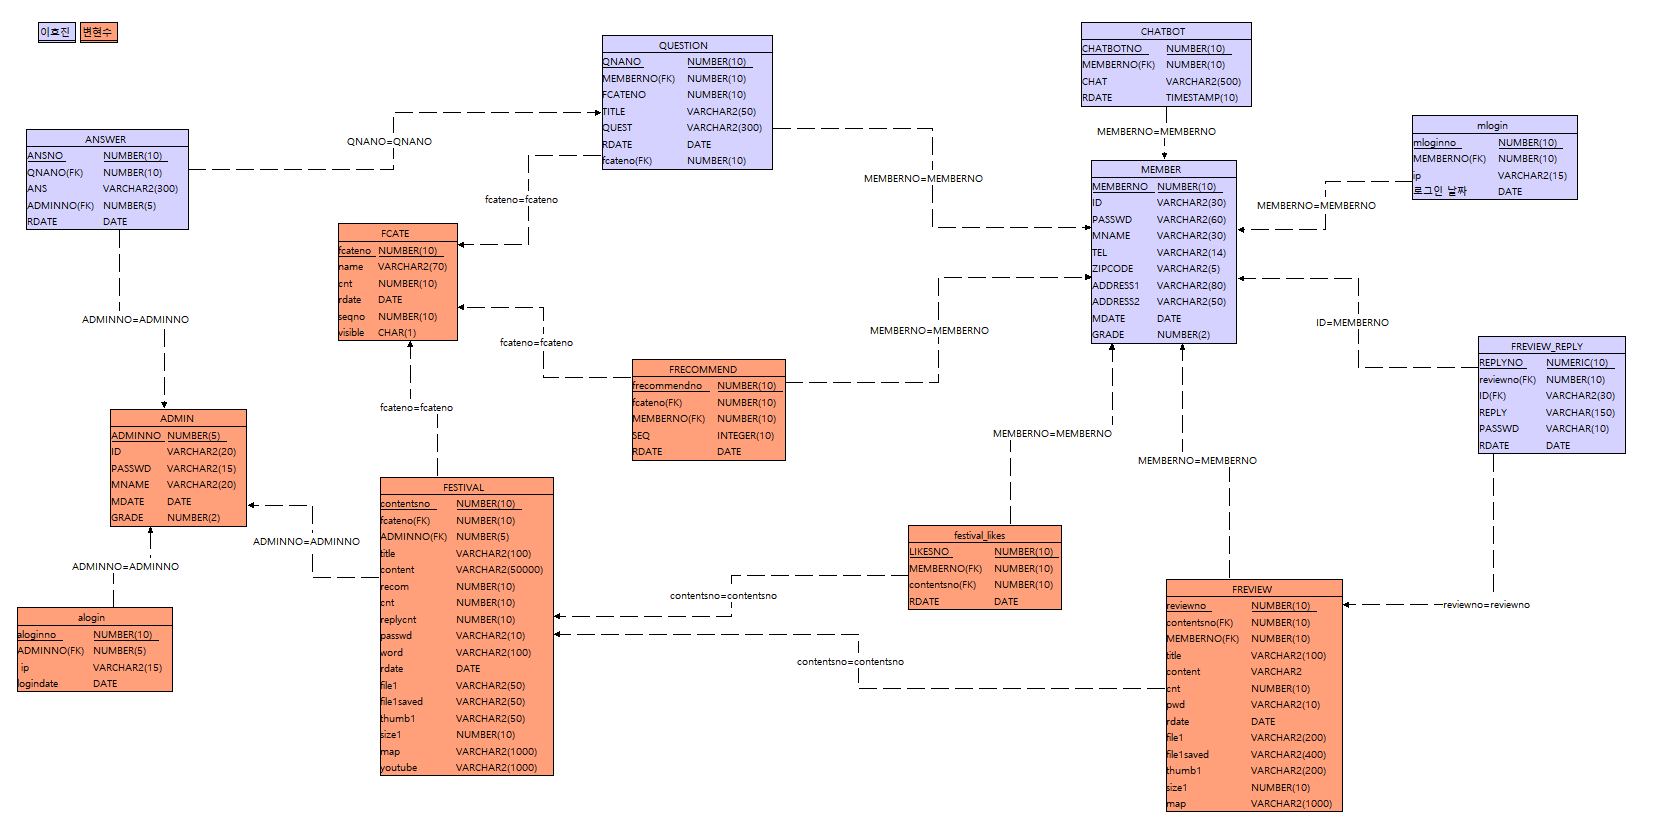 이효진 변현수
QUESTION
QNANO NUMBER(10)
MEMBERNO(FK) NUMBER(10)
FCATENO NUMBER(10)
TITLE VARCHAR2(50)
QUEST VARCHAR2(300)
RDATE DATE
fcateno(FK) NUMBER(10)
CHATBOT
CHATBOTNO NUMBER(10)
MEMBERNO(FK) NUMBER(10)
CHAT VARCHAR2(500)
RDATE TIMESTAMP(10)
MEMBERNO=MEMBERNO
mlogin
mloginno NUMBER(10)
MEMBERNO(FK) NUMBER(10)
ip VARCHAR2(15)
로그인 날짜 DATE
ANSWER
ANSNO NUMBER(10)
QNANO(FK) NUMBER(10)
ANS VARCHAR2(300)
ADMINNO(FK) NUMBER(5)
RDATE DATE
QNANO=QNANO
MEMBER
MEMBERNO NUMBER(10)
ID VARCHAR2(30)
PASSWD VARCHAR2(60)
MNAME VARCHAR2(30)
TEL VARCHAR2(14)
ZIPCODE VARCHAR2(5)
ADDRESS1 VARCHAR2(80)
ADDRESS2 VARCHAR2(50)
MDATE DATE
GRADE NUMBER(2)
MEMBERNO=MEMBERNO
MEMBERNO=MEMBERNO
fcateno=fcateno
FCATE
fcateno NUMBER(10)
name VARCHAR2(70)
cnt NUMBER(10)
rdate DATE
seqno NUMBER(10)
visible CHAR(1)
ADMINNO=ADMINNO
fcateno=fcateno
MEMBERNO=MEMBERNO
ID=MEMBERNO
FREVIEW_REPLY
REPLYNO NUMERIC(10)
reviewno(FK) NUMBER(10)
ID(FK) VARCHAR2(30)
REPLY VARCHAR(150)
PASSWD VARCHAR(10)
RDATE DATE
FRECOMMEND
frecommendno NUMBER(10)
fcateno(FK) NUMBER(10)
MEMBERNO(FK) NUMBER(10)
SEQ INTEGER(10)
RDATE DATE
fcateno=fcateno
ADMIN
ADMINNO NUMBER(5)
ID VARCHAR2(20)
PASSWD VARCHAR2(15)
MNAME VARCHAR2(20)
MDATE DATE
GRADE NUMBER(2)
MEMBERNO=MEMBERNO
MEMBERNO=MEMBERNO
FESTIVAL
contentsno NUMBER(10)
fcateno(FK) NUMBER(10)
ADMINNO(FK) NUMBER(5)
title VARCHAR2(100)
content VARCHAR2(50000)
recom NUMBER(10)
cnt NUMBER(10)
replycnt NUMBER(10)
passwd VARCHAR2(10)
word VARCHAR2(100)
rdate DATE
file1 VARCHAR2(50)
file1saved VARCHAR2(50)
thumb1 VARCHAR2(50)
size1 NUMBER(10)
map VARCHAR2(1000)
youtube VARCHAR2(1000)
ADMINNO=ADMINNO
ADMINNO=ADMINNO
alogin
aloginno NUMBER(10)
ADMINNO(FK) NUMBER(5)
ip VARCHAR2(15)
logindate DATE
festival_likes
LIKESNO NUMBER(10)
MEMBERNO(FK) NUMBER(10)
contentsno(FK) NUMBER(10)
RDATE DATE
contentsno=contentsno
contentsno=contentsno
reviewno=reviewno
FREVIEW
reviewno NUMBER(10)
contentsno(FK) NUMBER(10)
MEMBERNO(FK) NUMBER(10)
title VARCHAR2(100)
content VARCHAR2
cnt NUMBER(10)
pwd VARCHAR2(10)
rdate DATE
file1 VARCHAR2(200)
file1saved VARCHAR2(400)
thumb1 VARCHAR2(200)
size1 NUMBER(10)
map VARCHAR2(1000)